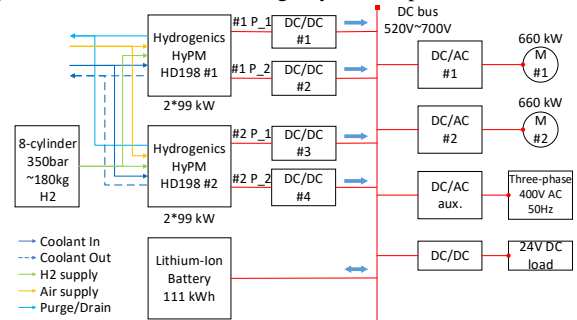 Hydrogenics
HyPM
HD198 #1
2*99 kW
#1 P_1
#1 P_2
DC/DC
#1
DC/DC
#2
DC bus
520V~700V
DC/AC
#1
660 kW
M
#1
8-cylinder
350bar
~180kg
H2
Hydrogenics
HyPM
HD198 #2
2*99 kW
#2 P_1
#2 P_2
DC/DC
#3
DC/DC
#4
DC/AC
#2
660 kW
M
#2
DC/AC
aux.
Three-phase
400V AC
50Hz
Coolant In
Coolant Out
H2 supply
Air supply
Purge/Drain
Lithium-Ion
Battery
111 kWh
DC/DC
24V DC
load